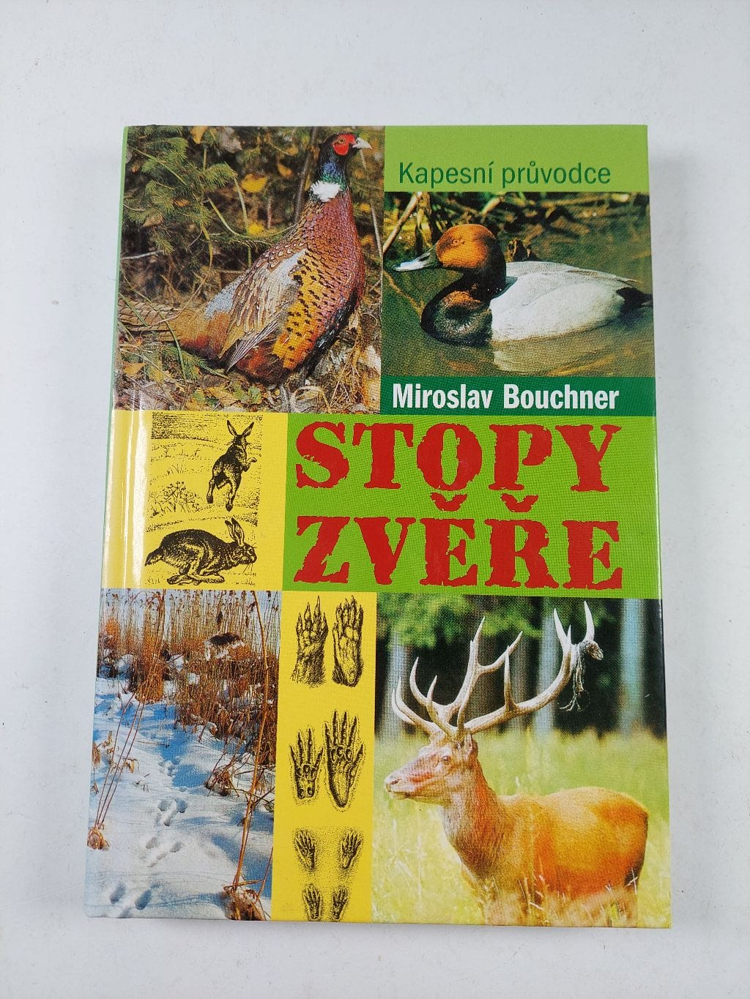 Kapesní průvodce
Miroslav Bouchner
STOPY
ZVĚŘE